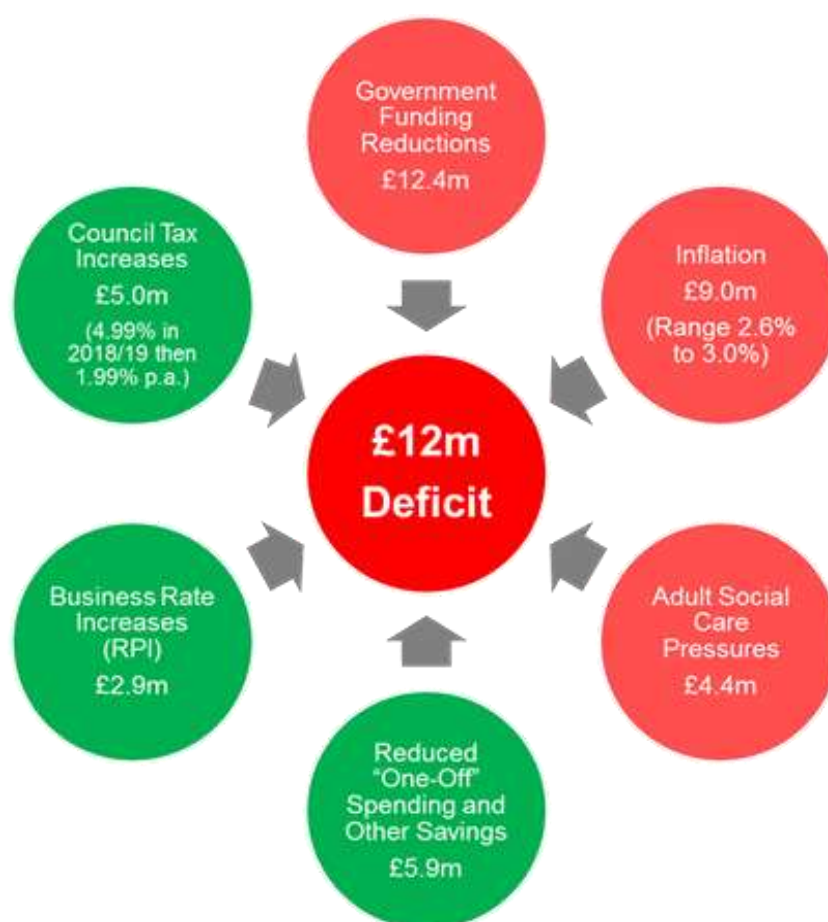 Government
Funding
Reductions
£12.4m
Council Tax
Increases
£5.0m
(4.99% in
2018/19 then
1.99% p.a.)
Inflation
£9.0m
(Range 2.6%
to 3.0%)
£12m
Deficit
Business Rate
Increases
(RPI)
£2.9m
Adult Social
Care
Pressures
£4.4m
Reduced
“One-Off”
Spending and
Other Savings
£5.9m